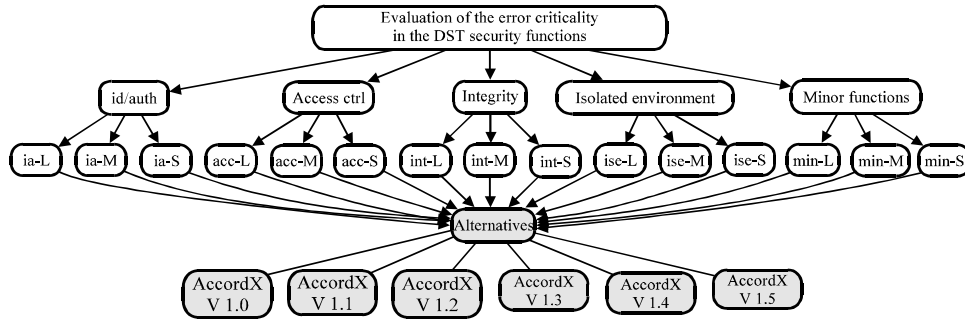 Evaluation of the error criticality
in the DST security functions
id/auth
Access ctrl
Integrity
Isolated environment
Minor functions
ia-L
ia-M
ia-S
acc-L
acc-M
acc-S
int-L
int-M
int-S
ise-L
ise-M
ise-S
min-L
min-M
min-S
Alternatives
AccordX
V 1.0
AccordX
V 1.1
AccordX
V 1.2
AccordX
V 1.3
AccordX
V 1.4
AccordX
V 1.5